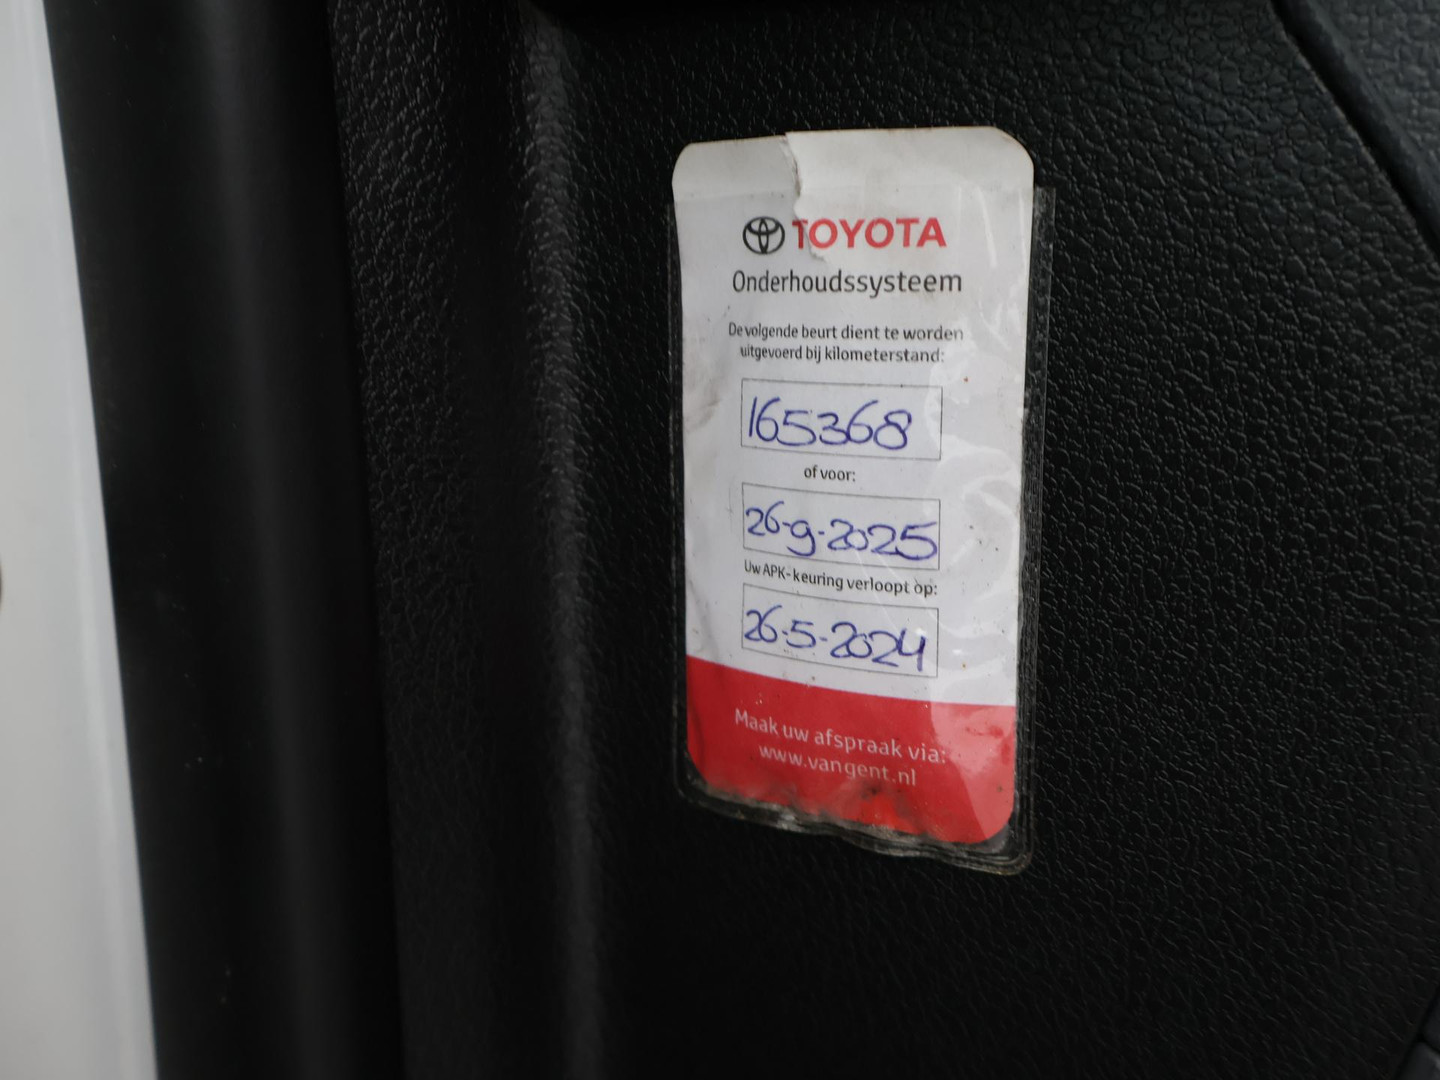 TOYOTA
Onderhoudssysteem
De volgende beurt dient te worden
uitgevoerd bij kilometerstand:
165368
of voor:
26-9-2025
Uw APK-keuring verloopt op:
26-5-2024
Maak uw afspraak via:
www.vangent.nl